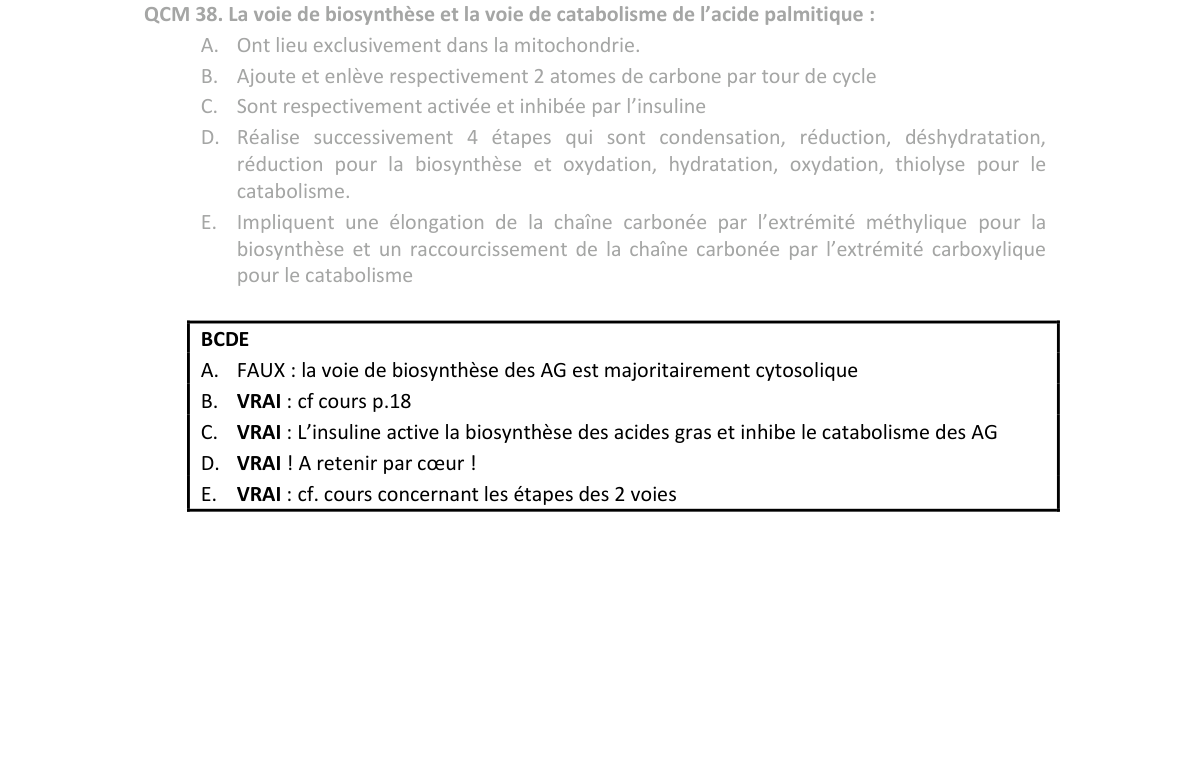 QCM 38. La voie de biosynthèse et la voie de catabolisme de l’acide palmitique :
A. Ont lieu exclusivement dans la mitochondrie.
B. Ajoute et enlève respectivement 2 atomes de carbone par tour de cycle
C. Sont respectivement activée et inhibée par l’insuline
D. Réalise successivement 4 étapes qui sont condensation, réduction, déshydratation,
réduction pour la biosynthèse et oxydation, hydratation, oxydation, thiolyse pour le
catabolisme.
E. Impliquent une élongation de la chaîne carbonée par l’extrémité méthylique pour la
biosynthèse et un raccourcissement de la chaîne carbonée par l’extrémité carboxylique
pour le catabolisme
BCDE
A. FAUX : la voie de biosynthèse des AG est majoritairement cytosolique
B. VRAI : cf cours p.18
C. VRAI : L’insuline active la biosynthèse des acides gras et inhibe le catabolisme des AG
D. VRAI ! A retenir par cœur !
E. VRAI : cf. cours concernant les étapes des 2 voies